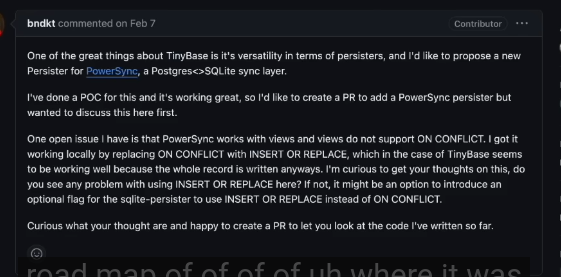 bndkt commented on Feb 7
Contributor
One of the great things about TinyBase is it's versatility in terms of persisters, and I'd like to propose a new
Persister for PowerSync, a Postgres<>SQLite sync layer.
I've done a POC for this and it's working great, so I'd like to create a PR to add a PowerSync persister but
wanted to discuss this here first.
One open issue I have is that PowerSync works with views and views do not support ON CONFLICT. I got it
working locally by replacing ON CONFLICT with INSERT OR REPLACE, which in the case of TinyBase seems
to be working well because the whole record is written anyways. I'm curious to get your thoughts on this, do
you see any problem with using INSERT OR REPLACE here? If not, it might be an option to introduce an
optional flag for the sqlite-persister to use INSERT OR REPLACE instead of ON CONFLICT.
Curious what your thought are and happy to create a PR to let you look at the code I've written so far.
road map of of of of uh where it was